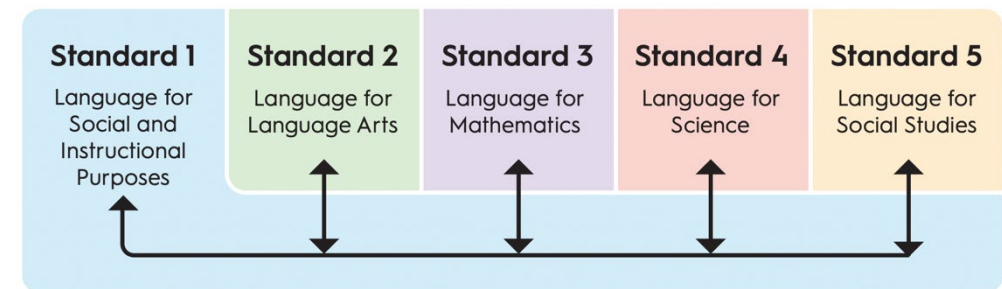 Standard 1
Language for
Social and
Instructional
Purposes
Standard 2
Language for
Language Arts
Standard 3
Language for
Mathematics
Standard 4
Language for
Science
Standard 5
Language for
Social Studies